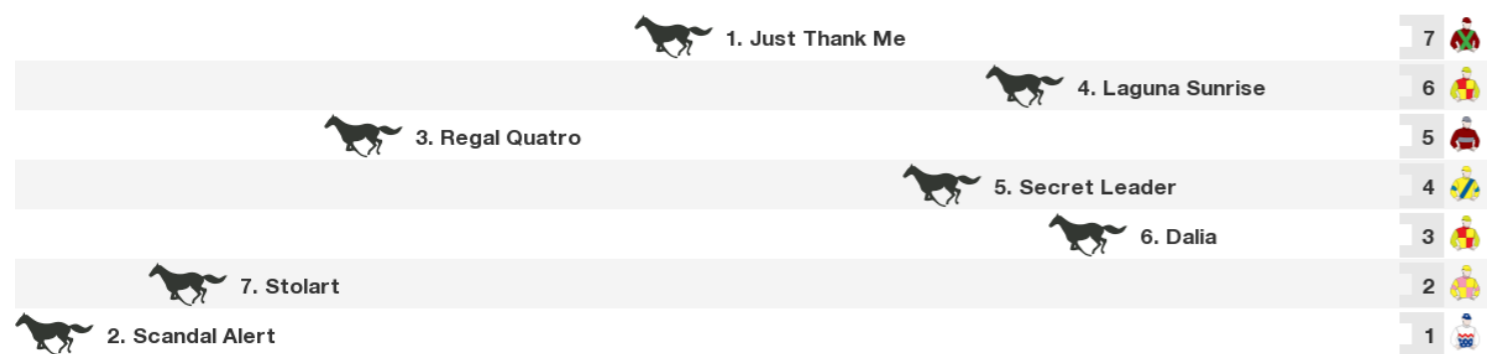 1. Just Thank Me 7
4. Laguna Sunrise 6
3. Regal Quatro 5
5. Secret Leader 4
6. Dalia 3
7. Stolart 2
2. Scandal Alert 1